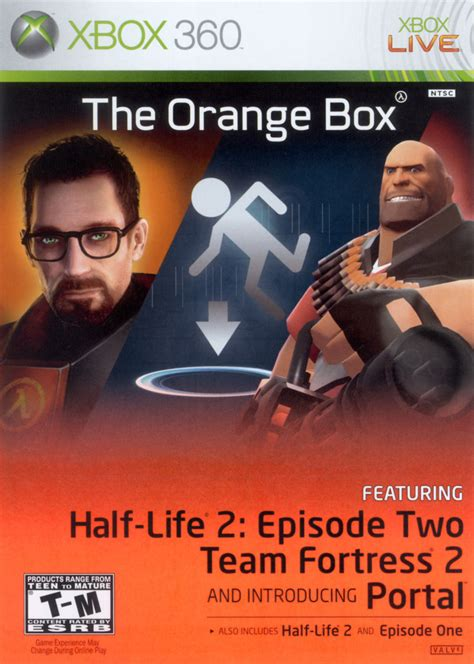 XBOX 360
XBOX
LIVE
NTSC
The Orange Box
FEATURING
Half-Life® 2: Episode Two
Team Fortress® 2
AND INTRODUCING Portal™
ALSO INCLUDES Half-Life® 2 AND Episode One
PRODUCTS RANGE FROM
TEEN TO MATURE
T-M
CONTENT RATED BY
ESRB
Game Experience May
Change During Online Play
VALVE